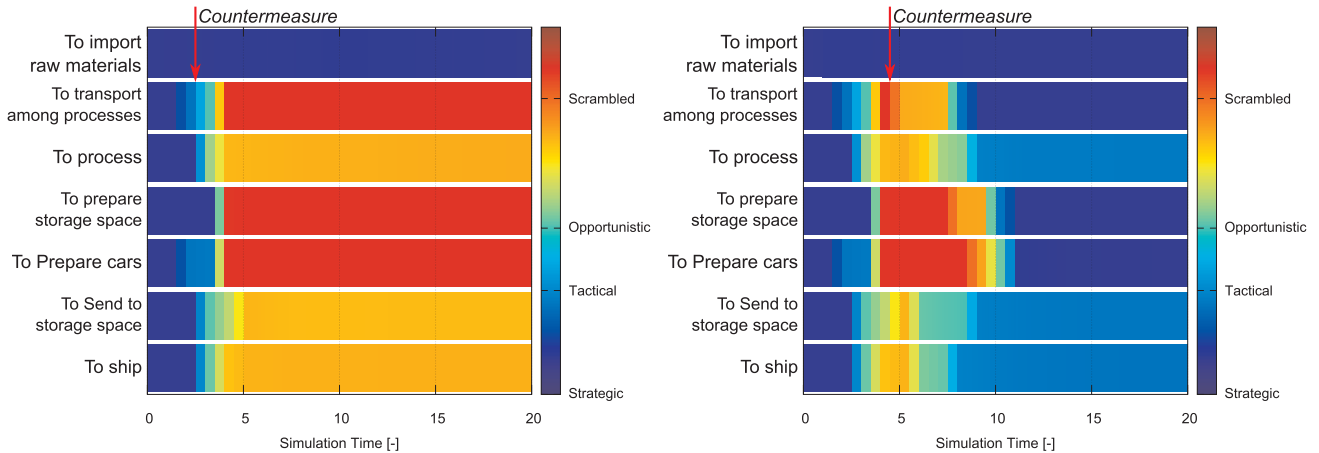 Countermeasure
To import
raw materials
To transport
among processes
To process
To prepare
storage space
To Prepare cars
To Send to
storage space
To ship
Scrambled
Opportunistic
Tactical
Strategic
0 5 10 15 20
Simulation Time [-]
Countermeasure
To import
raw materials
To transport
among processes
To process
To prepare
storage space
To Prepare cars
To Send to
storage space
To ship
Scrambled
Opportunistic
Tactical
Strategic
0 5 10 15 20
Simulation Time [-]